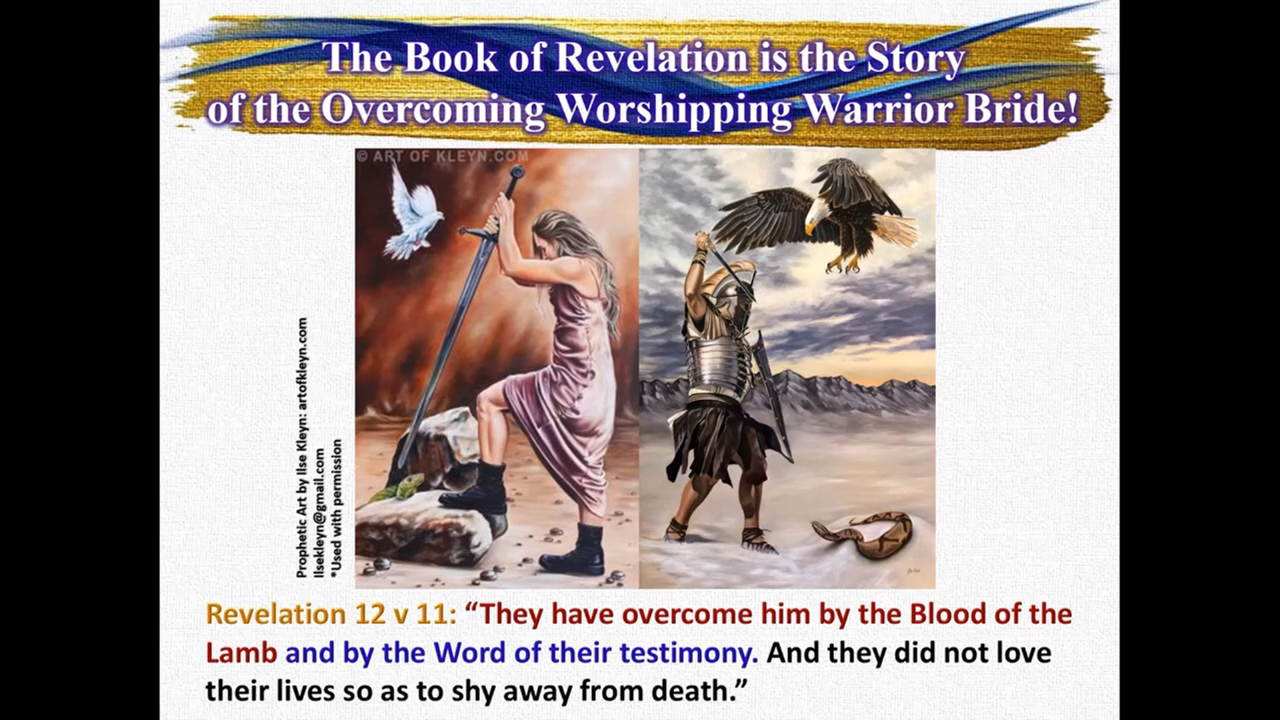 The Book of Revelation is the Story
of the Overcoming Worshipping Warrior Bride!
© ART OF KLEYN.COM
Prophetic Art by Ilse Kleyn: artofkleyn.com
Ilsekleyn@gmail.com
*Used with permission
Revelation 12 v 11: “They have overcome him by the Blood of the
Lamb and by the Word of their testimony. And they did not love
their lives so as to shy away from death.”